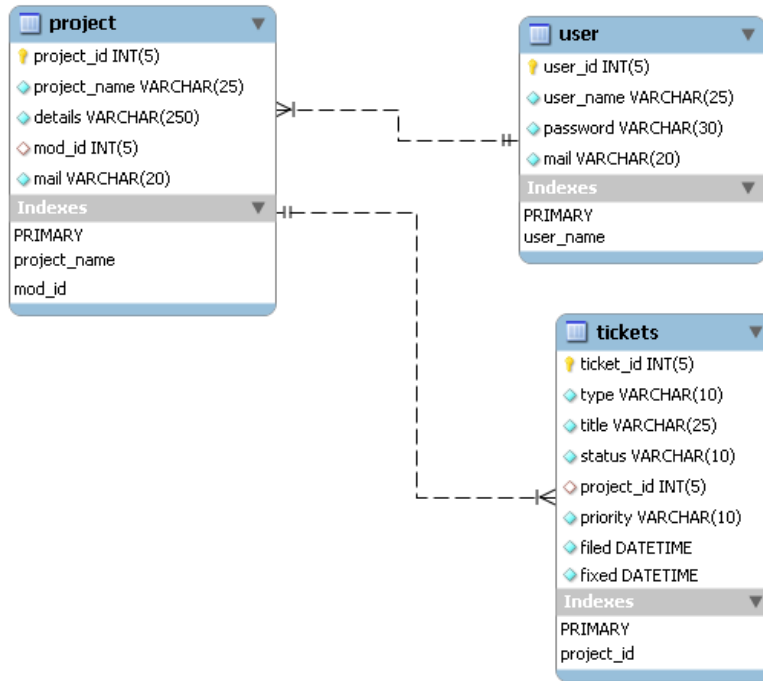 project
project_id INT(5)
project_name VARCHAR(25)
details VARCHAR(250)
mod_id INT(5)
mail VARCHAR(20)
Indexes
PRIMARY
project_name
mod_id
user
user_id INT(5)
user_name VARCHAR(25)
password VARCHAR(30)
mail VARCHAR(20)
Indexes
PRIMARY
user_name
tickets
ticket_id INT(5)
type VARCHAR(10)
title VARCHAR(25)
status VARCHAR(10)
project_id INT(5)
priority VARCHAR(10)
filed DATETIME
fixed DATETIME
Indexes
PRIMARY
project_id